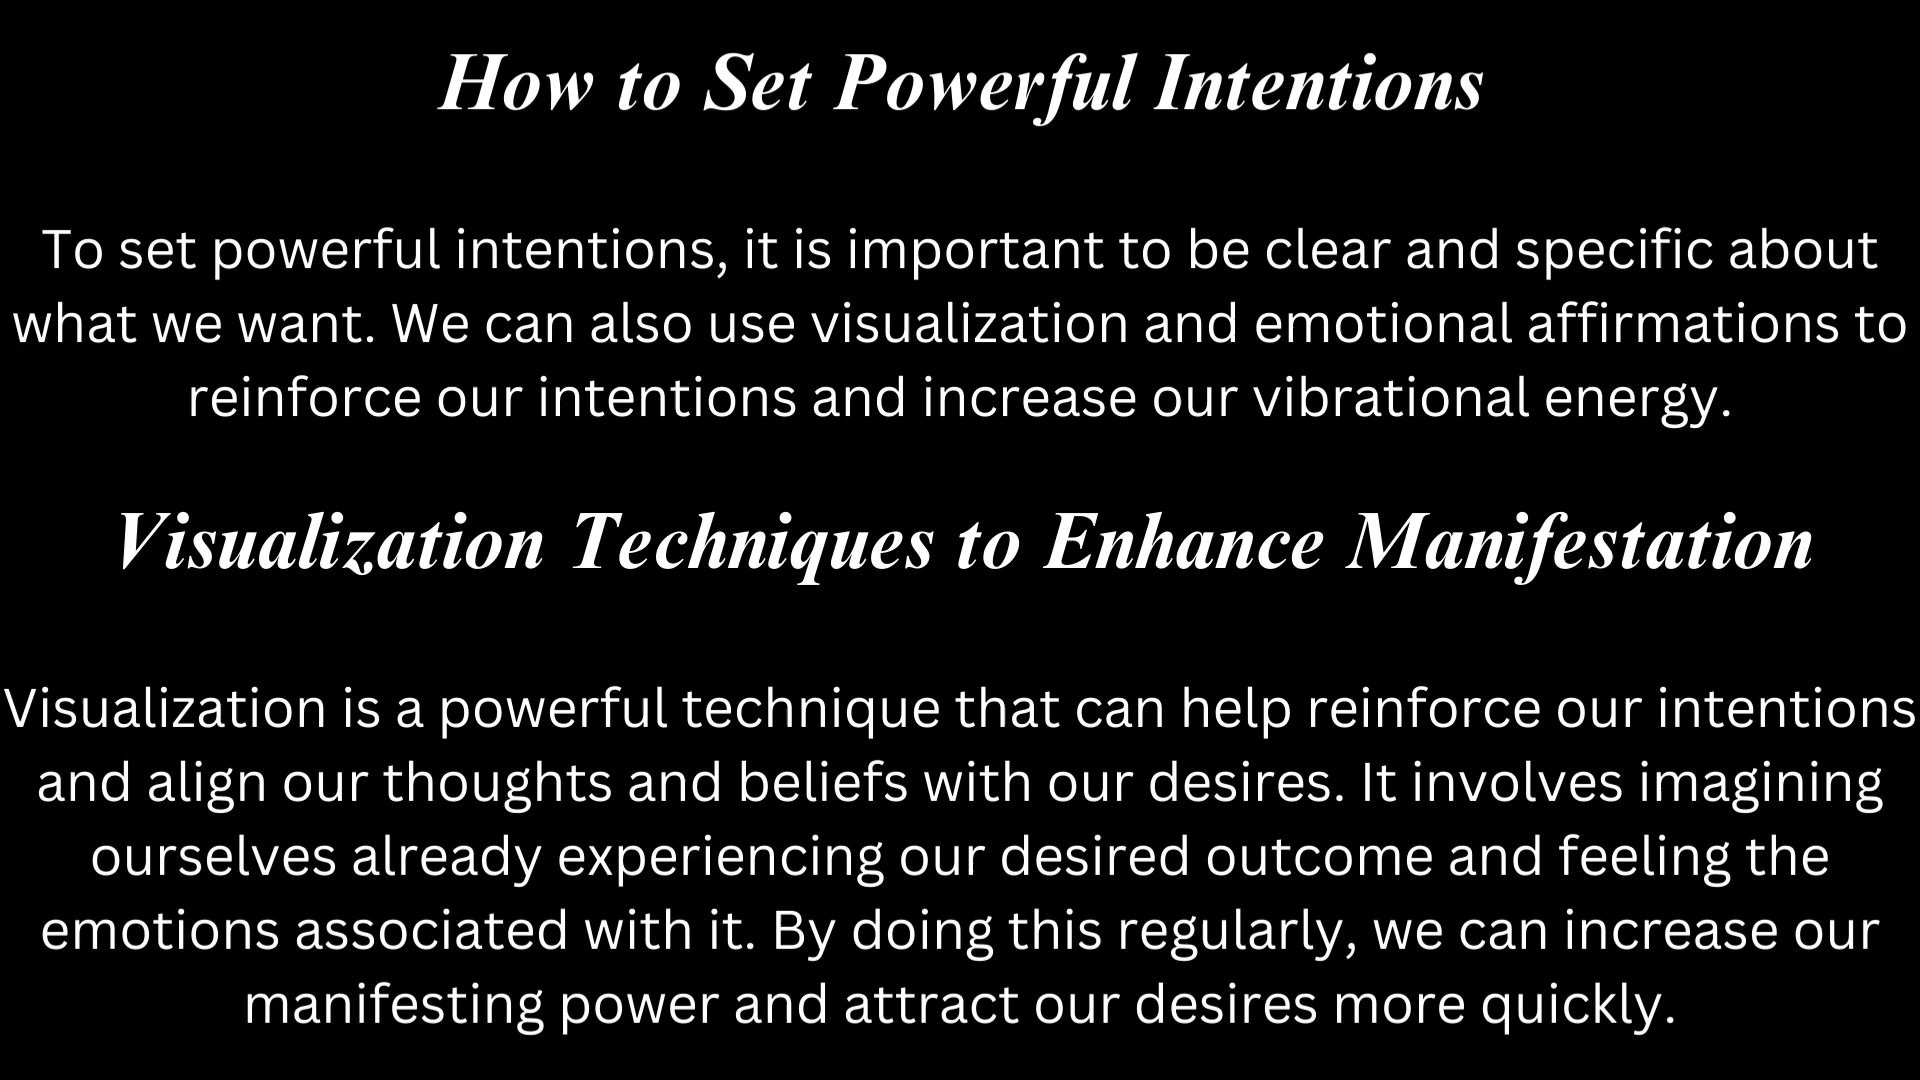 How to Set Powerful Intentions
To set powerful intentions, it is important to be clear and specific about
what we want. We can also use visualization and emotional affirmations to
reinforce our intentions and increase our vibrational energy.
Visualization Techniques to Enhance Manifestation
Visualization is a powerful technique that can help reinforce our intentions
and align our thoughts and beliefs with our desires. It involves imagining
ourselves already experiencing our desired outcome and feeling the
emotions associated with it. By doing this regularly, we can increase our
manifesting power and attract our desires more quickly.